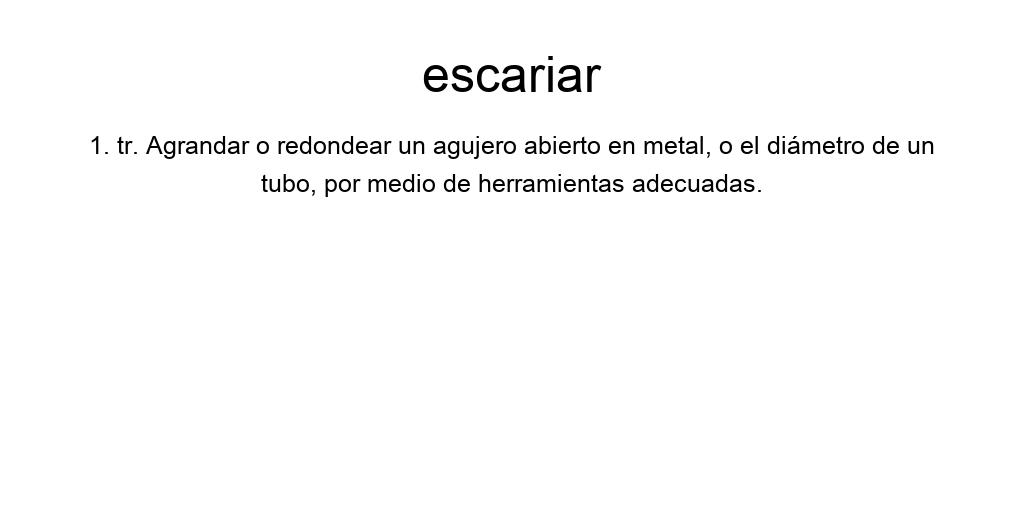 escariar
1. tr. Agrandar o redondear un agujero abierto en metal, o el diámetro de un
tubo, por medio de herramientas adecuadas.